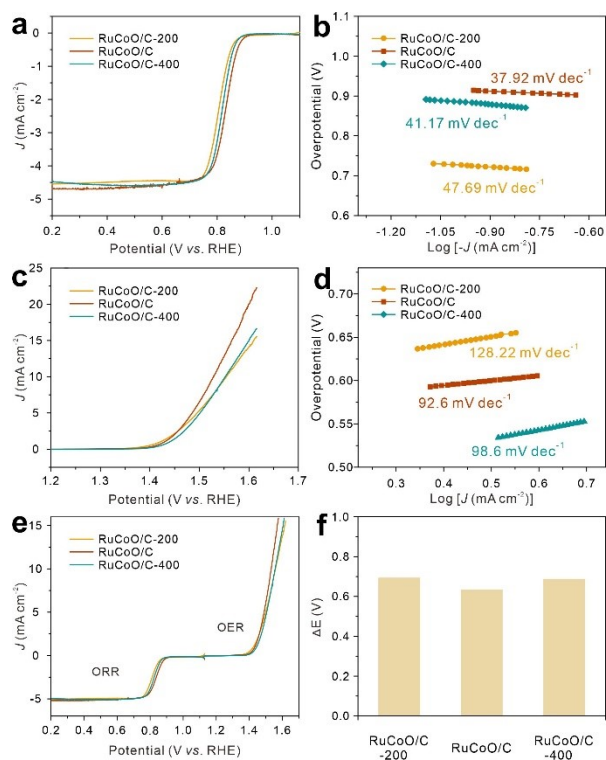 a
RuCoO/C-200
RuCoO/C
RuCoO/C-400
0
-1
-2
-3
-4
-5
J (mA cm⁻²)
0.2 0.4 0.6 0.8 1.0
Potential (V vs. RHE)
b
RuCoO/C-200
RuCoO/C
RuCoO/C-400
37.92 mV dec⁻¹
41.17 mV dec⁻¹
47.69 mV dec⁻¹
1.0
0.9
0.8
0.7
0.6
Overpotential (V)
-1.20 -1.05 -0.90 -0.75 -0.60
Log [-J (mA cm⁻²)]
c
RuCoO/C-200
RuCoO/C
RuCoO/C-400
25
20
15
10
5
0
J (mA cm⁻²)
1.2 1.3 1.4 1.5 1.6 1.7
Potential (V vs. RHE)
d
RuCoO/C-200
RuCoO/C
RuCoO/C-400
128.22 mV dec⁻¹
92.6 mV dec⁻¹
98.6 mV dec⁻¹
0.70
0.65
0.60
0.55
0.50
Overpotential (V)
0.3 0.4 0.5 0.6 0.7
Log [J (mA cm⁻²)]
e
RuCoO/C-200
RuCoO/C
RuCoO/C-400
OER
ORR
15
10
5
0
-5
J (mA cm⁻²)
0.2 0.4 0.6 0.8 1.0 1.2 1.4 1.6
Potential (V vs. RHE)
f
1.0
0.8
0.6
0.4
0.2
0.0
ΔE (V)
RuCoO/C
-200
RuCoO/C
RuCoO/C
-400